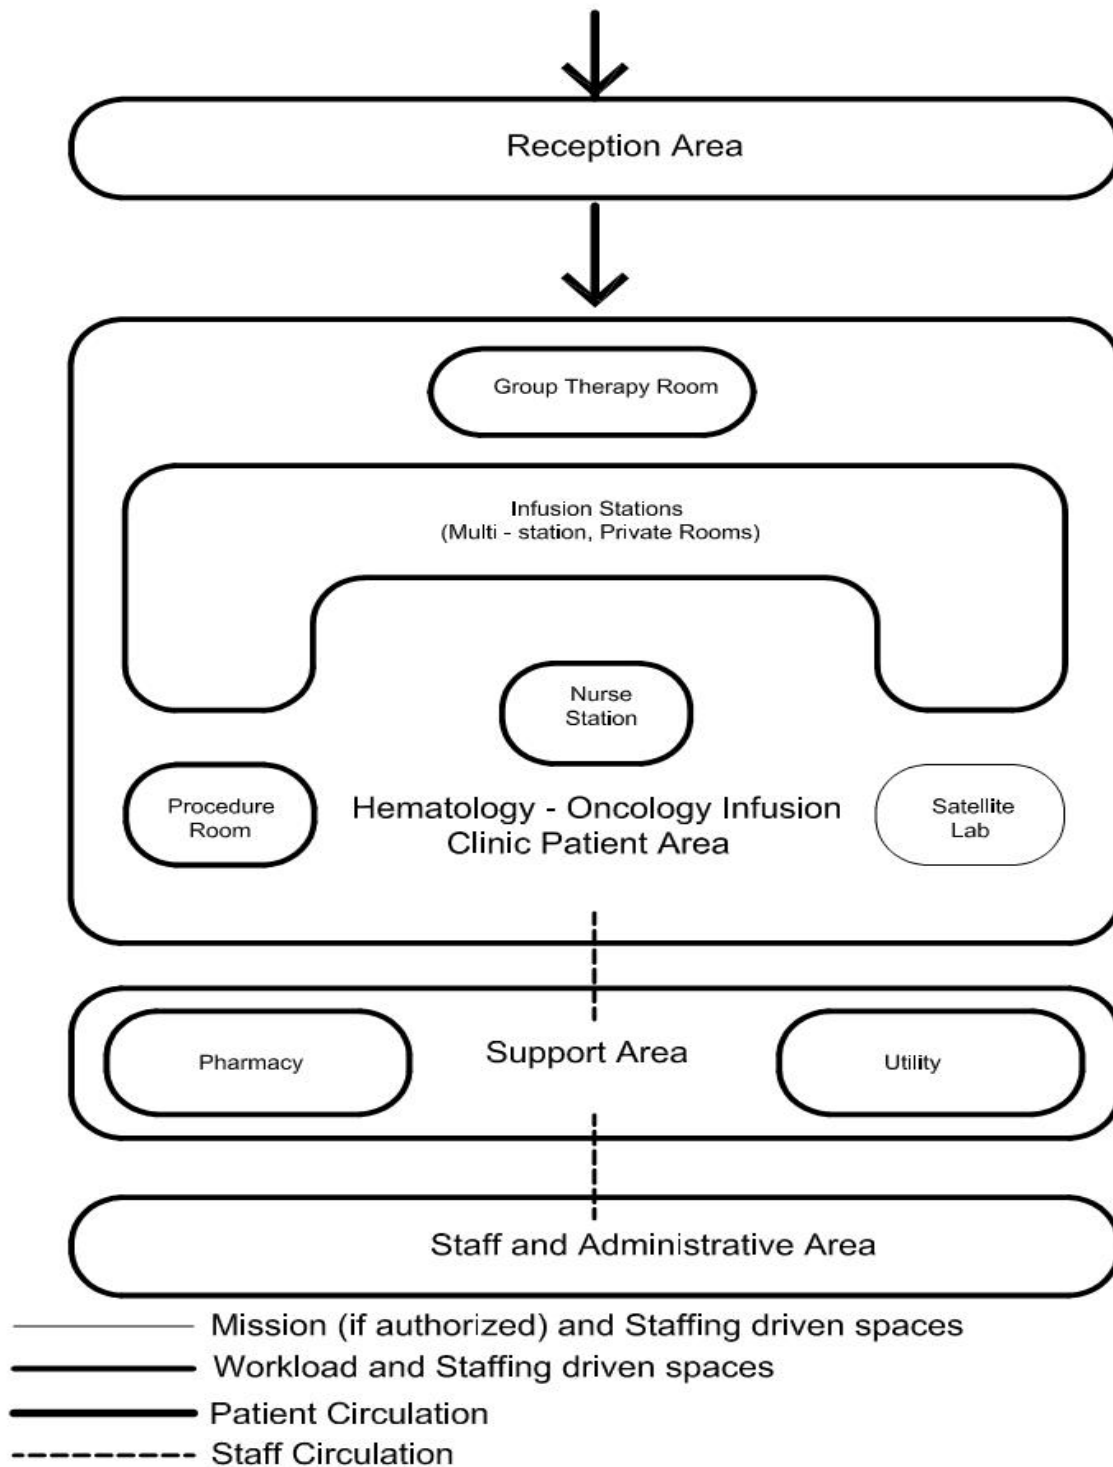 Reception Area
Group Therapy Room
Infusion Stations
(Multi - station, Private Rooms)
Nurse
Station
Procedure
Room
Hematology - Oncology Infusion
Clinic Patient Area
Satellite
Lab
Pharmacy
Support Area
Utility
Staff and Administrative Area
Mission (if authorized) and Staffing driven spaces
Workload and Staffing driven spaces
Patient Circulation
Staff Circulation